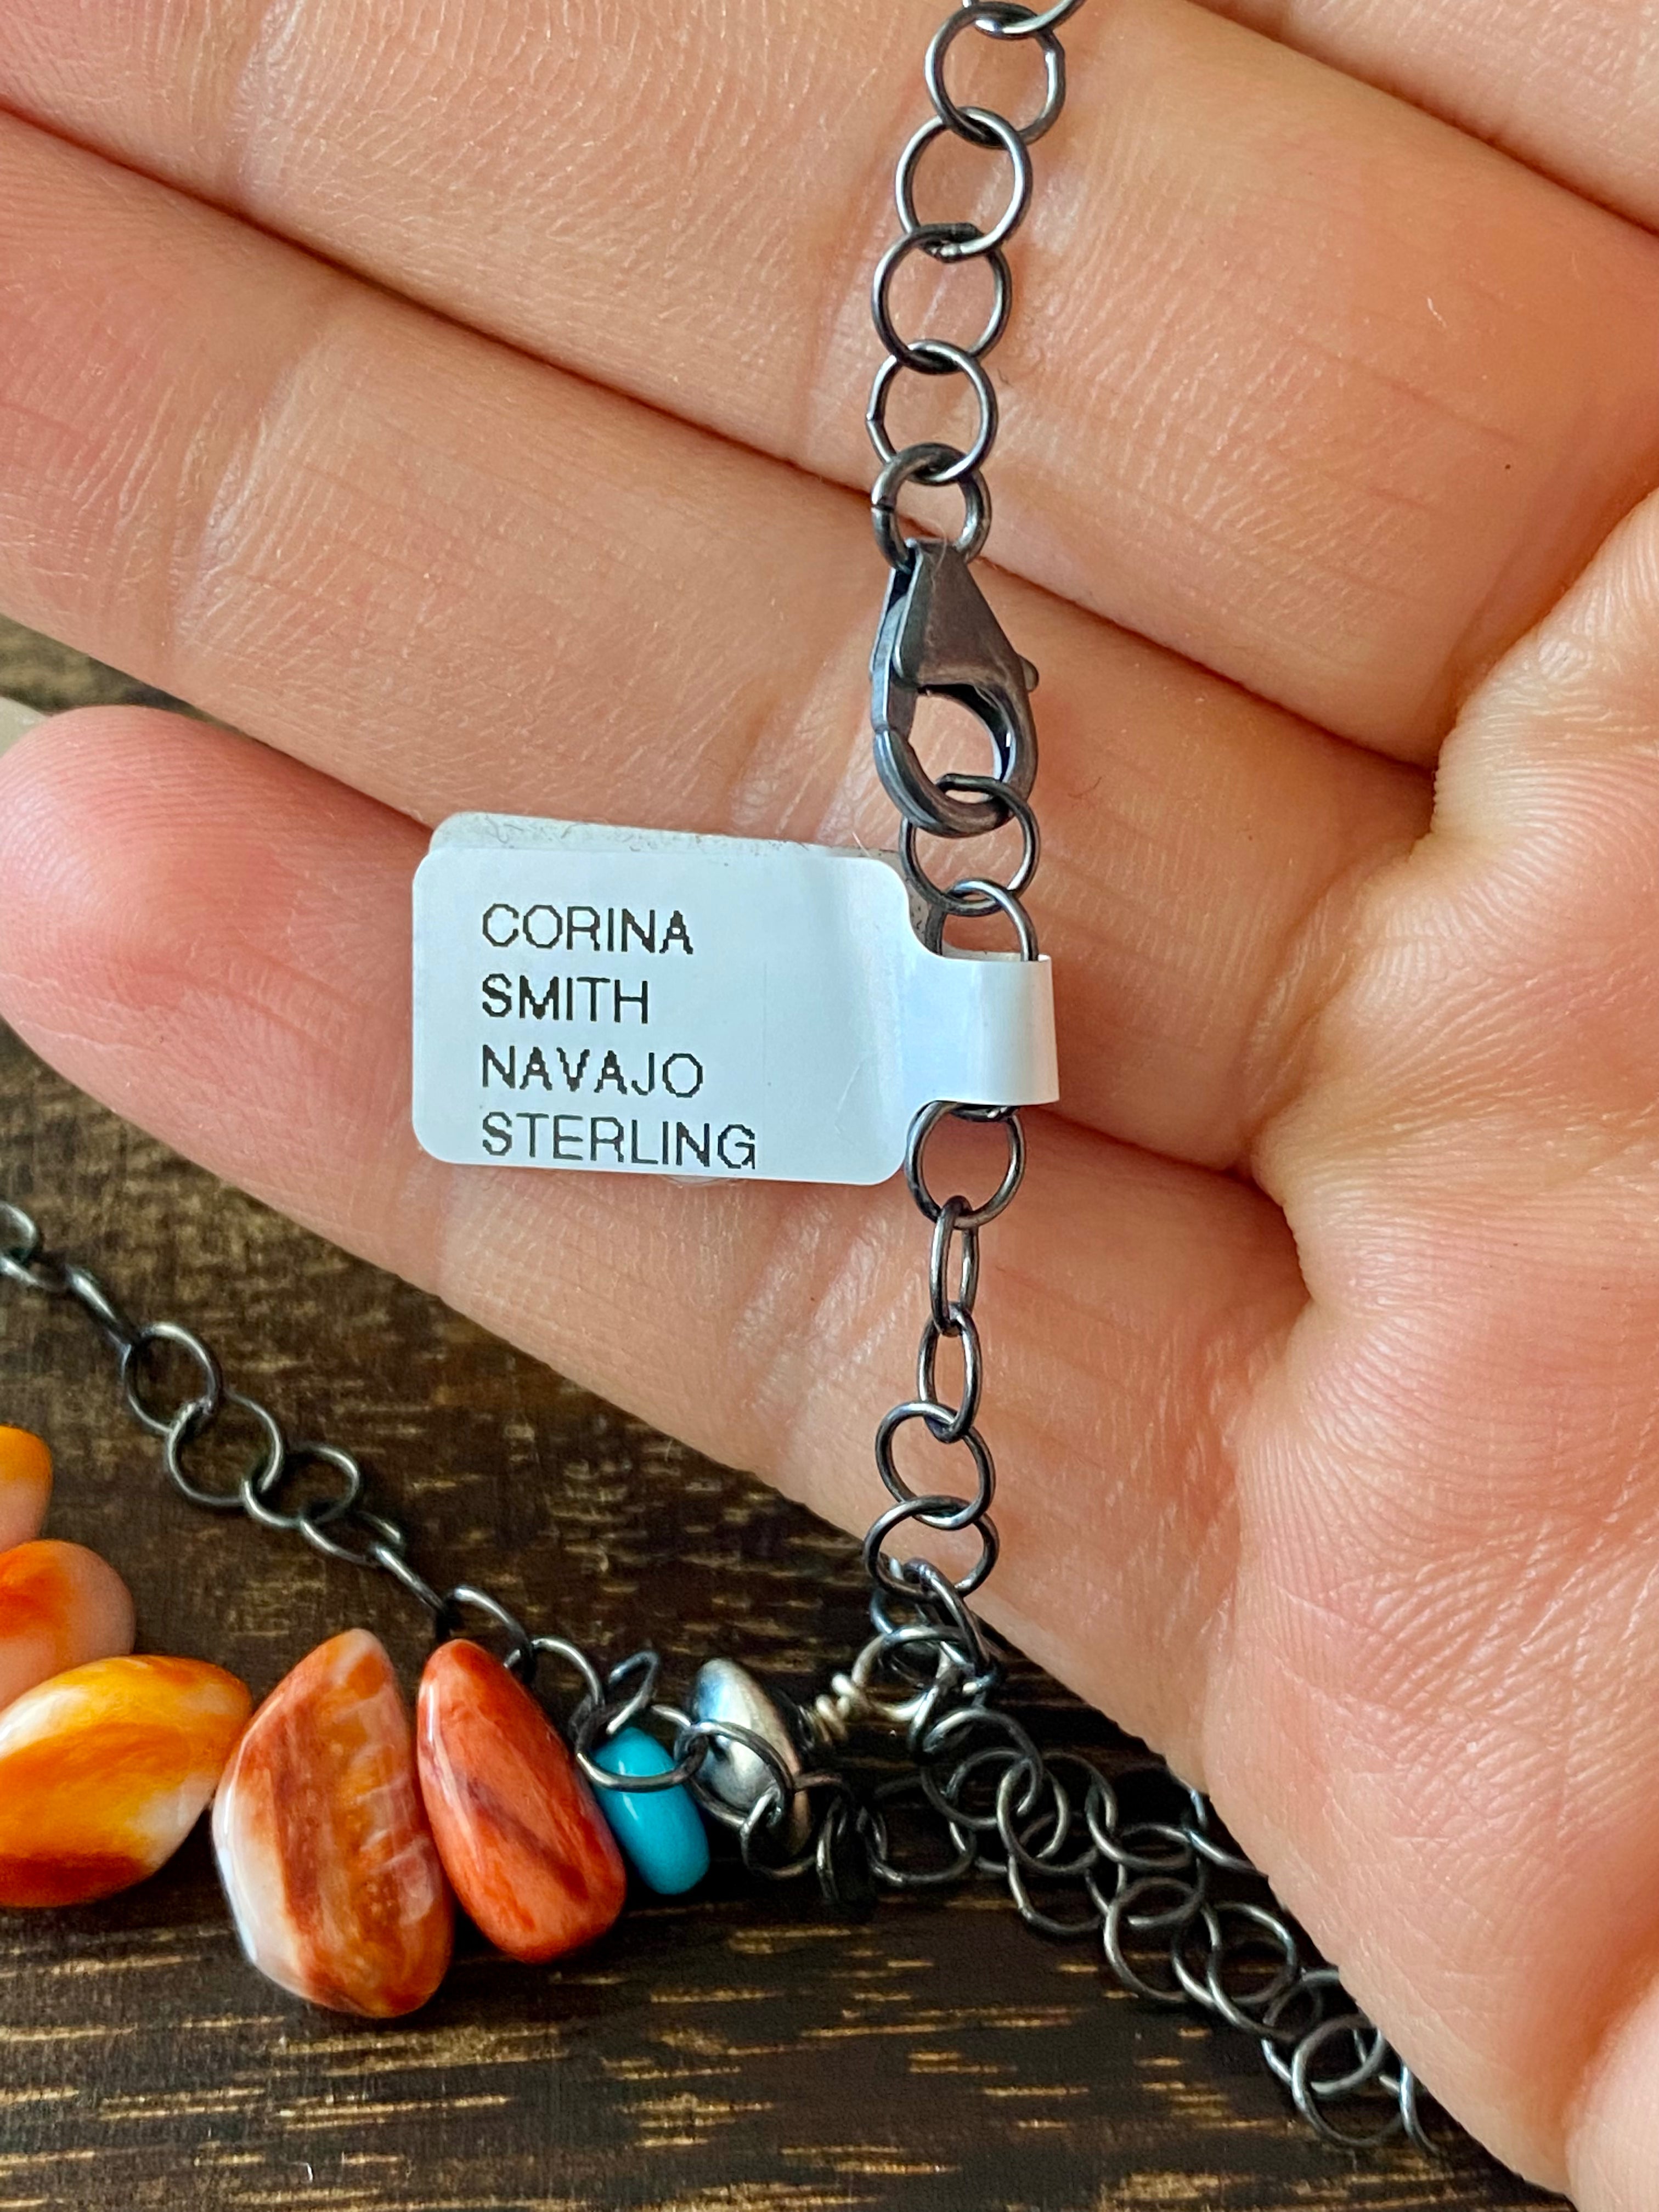 CORINA
SMITH
NAVAJO
STERLING